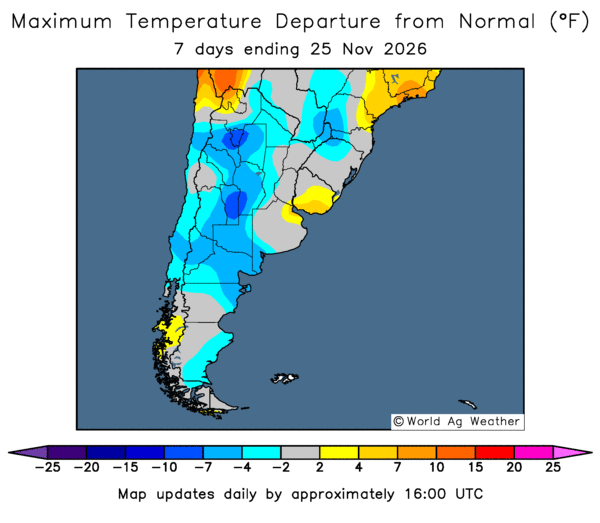 Maximum Temperature Departure from Normal (°F)
7 days ending 25 Nov 2026
© World Ag Weather
-25 -20 -15 -10 -7 -4 -2 2 4 7 10 15 20 25
Map updates daily by approximately 16:00 UTC